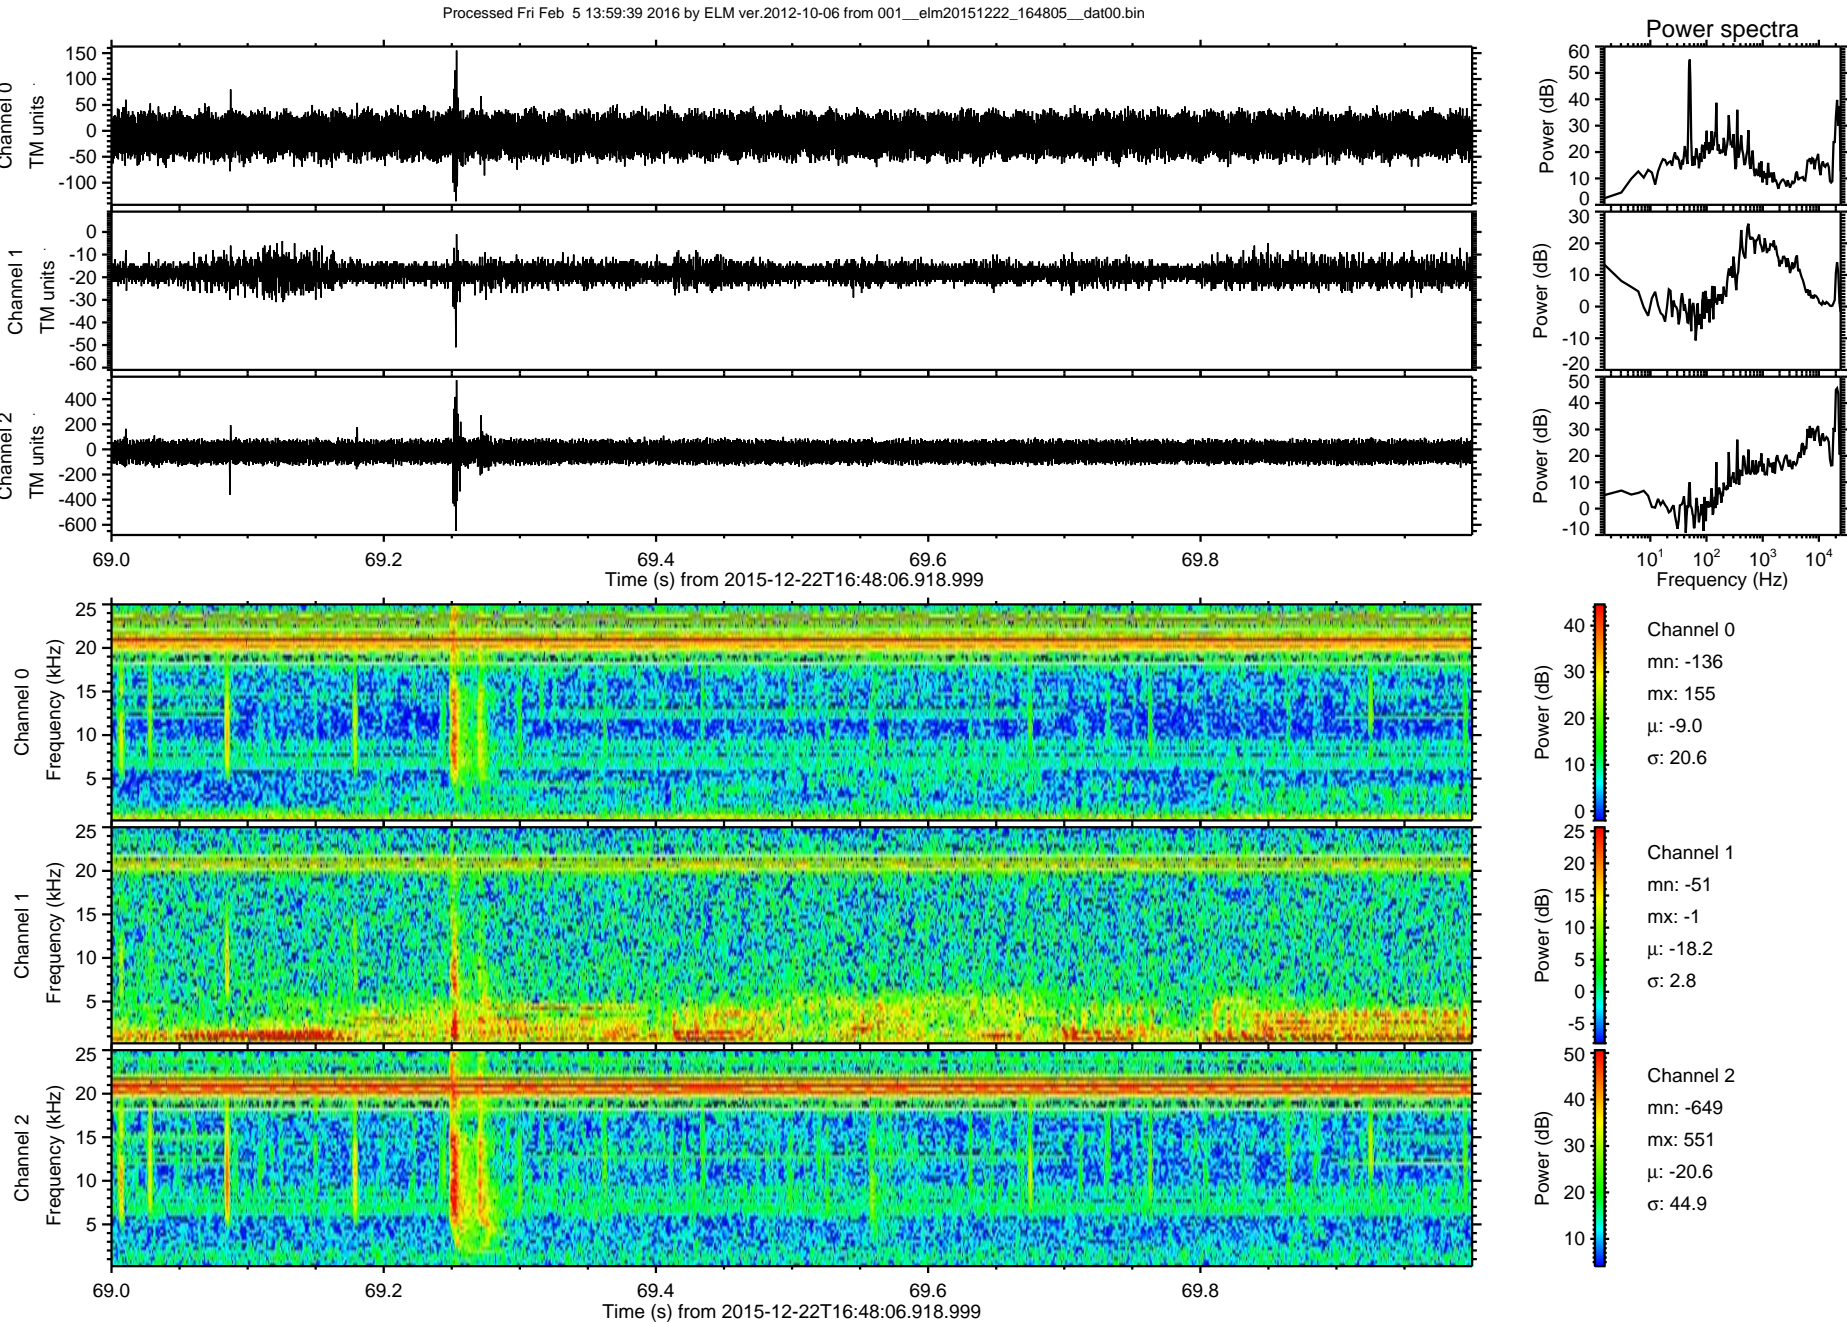 Processed Fri Feb 5 13:59:39 2016 by ELM ver.2012-10-06 from 001__elm20151222_164805__dat00.bin
Power spectra
Channel 0
TM units
150
100
50
0
-50
-100
Power (dB)
60
50
40
30
20
10
0
Channel 1
TM units
0
-10
-20
-30
-40
-50
-60
Power (dB)
30
20
10
0
-10
-20
Channel 2
TM units
400
200
0
-200
-400
-600
Power (dB)
50
40
30
20
10
0
-10
69.0 69.2 69.4 69.6 69.8
Time (s) from 2015-12-22T16:48:06.918.999
10¹ 10² 10³ 10⁴
Frequency (Hz)
Channel 0
Frequency (kHz)
25
20
15
10
5
Power (dB)
40
30
20
10
0
Channel 0
mn: -136
mx: 155
μ: -9.0
σ: 20.6
Channel 1
Frequency (kHz)
25
20
15
10
5
Power (dB)
25
20
15
10
5
0
-5
Channel 1
mn: -51
mx: -1
μ: -18.2
σ: 2.8
Channel 2
Frequency (kHz)
25
20
15
10
5
Power (dB)
50
40
30
20
10
Channel 2
mn: -649
mx: 551
μ: -20.6
σ: 44.9
69.0 69.2 69.4 69.6 69.8
Time (s) from 2015-12-22T16:48:06.918.999